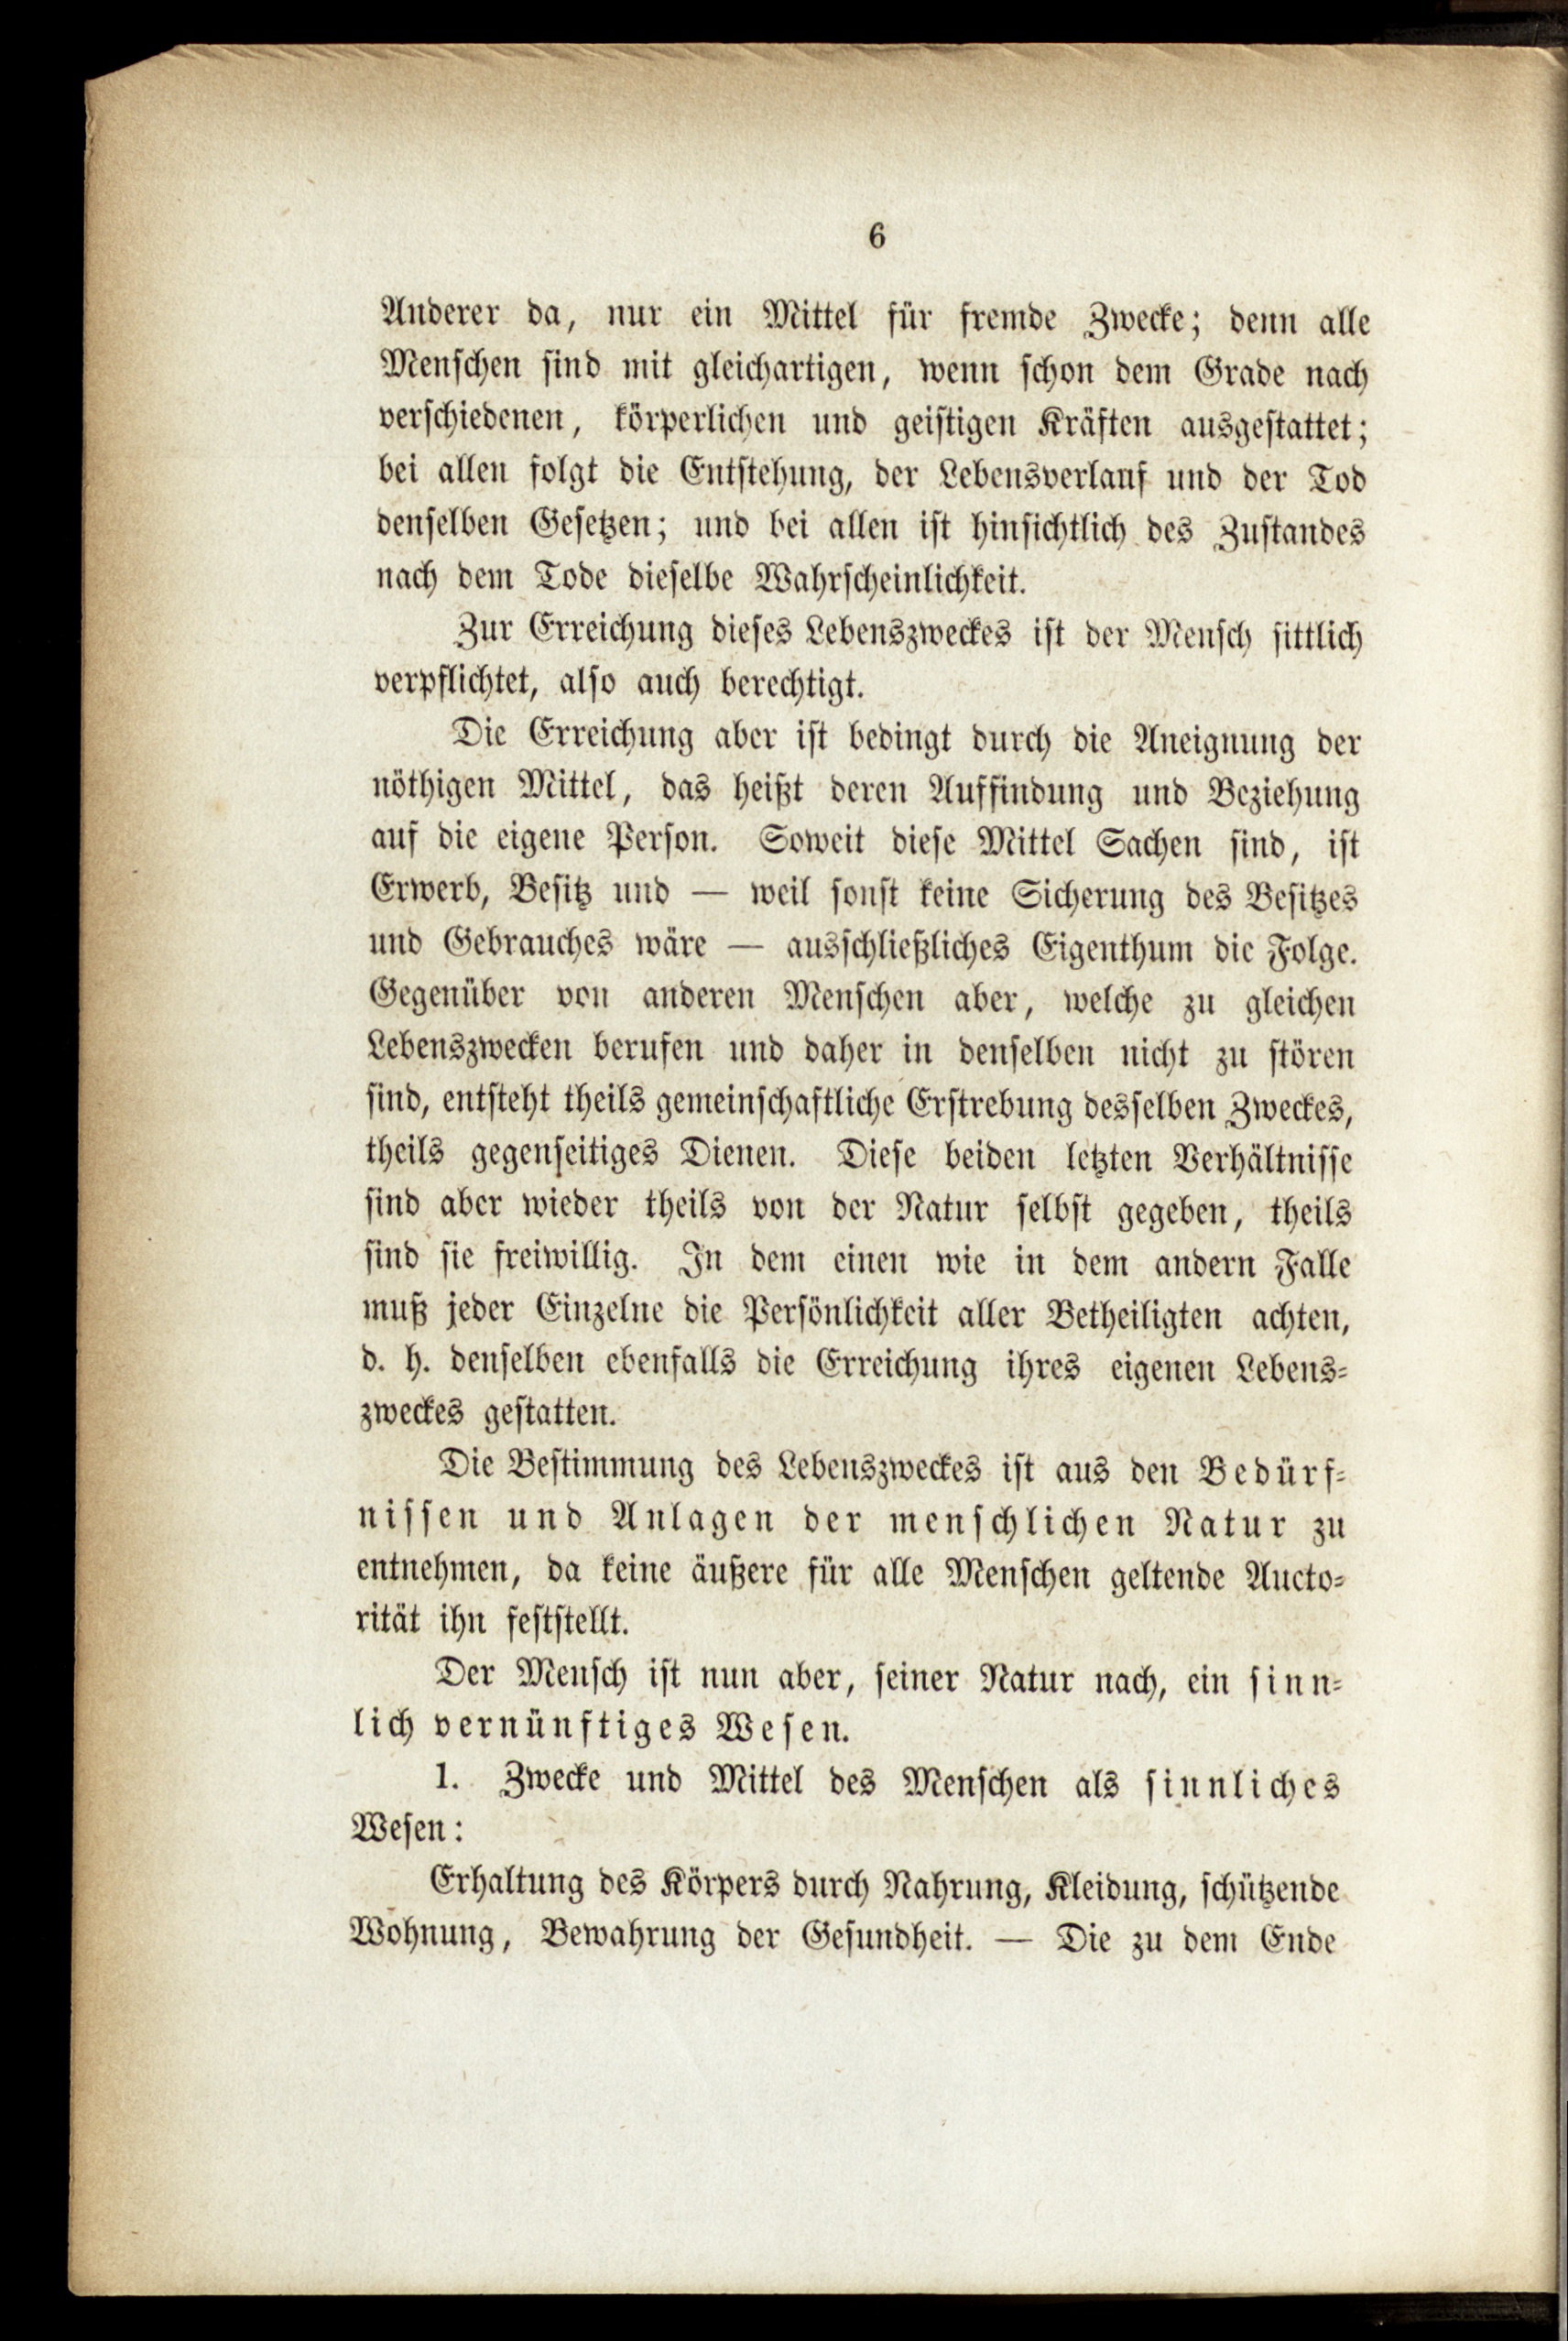 6
Anderer da, nur ein Mittel für fremde Zwecke; denn alle
Menschen sind mit gleichartigen, wenn schon dem Grade nach
verschiedenen, körperlichen und geistigen Kräften ausgestattet;
bei allen folgt die Entstehung, der Lebensverlauf und der Tod
denselben Gesetzen; und bei allen ist hinsichtlich des Zustandes
nach dem Tode dieselbe Wahrscheinlichkeit.
Zur Erreichung dieses Lebenszweckes ist der Mensch sittlich
verpflichtet, also auch berechtigt.
Die Erreichung aber ist bedingt durch die Aneignung der
nöthigen Mittel, das heißt deren Auffindung und Beziehung
auf die eigene Person. Soweit diese Mittel Sachen sind, ist
Erwerb, Besitz und — weil sonst keine Sicherung des Besitzes
und Gebrauches wäre — ausschließliches Eigenthum die Folge.
Gegenüber von anderen Menschen aber, welche zu gleichen
Lebenszwecken berufen und daher in denselben nicht zu stören
sind, entsteht theils gemeinschaftliche Erstrebung desselben Zweckes,
theils gegenseitiges Dienen. Diese beiden letzten Verhältnisse
sind aber wieder theils von der Natur selbst gegeben, theils
sind sie freiwillig. In dem einen wie in dem andern Falle
muß jeder Einzelne die Persönlichkeit aller Betheiligten achten,
d. h. denselben ebenfalls die Erreichung ihres eigenen Lebens-
zweckes gestatten.
Die Bestimmung des Lebenszweckes ist aus den Bedürf-
nissen und Anlagen der menschlichen Natur zu
entnehmen, da keine äußere für alle Menschen geltende Aucto-
rität ihn feststellt.
Der Mensch ist nun aber, seiner Natur nach, ein sinn-
lich vernünftiges Wesen.
1. Zwecke und Mittel des Menschen als sinnliches
Wesen:
Erhaltung des Körpers durch Nahrung, Kleidung, schützende
Wohnung, Bewahrung der Gesundheit. — Die zu dem Ende